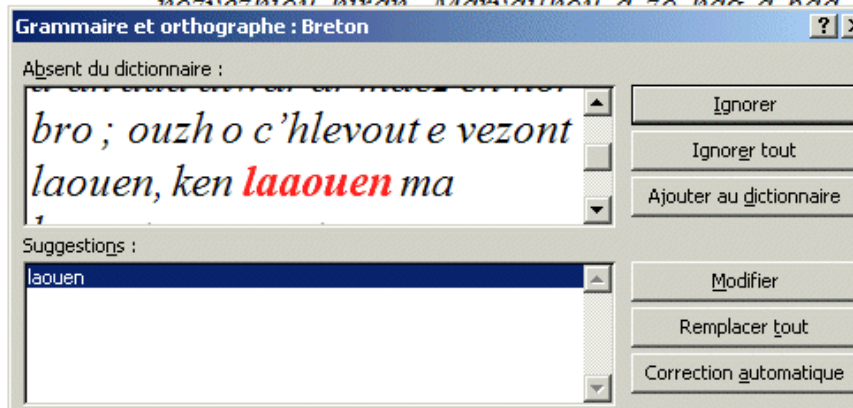 Grammaire et orthographe : Breton
Absent du dictionnaire :
bro ; ouzh o c'hlevout e vezont
laouen, ken laaouen ma
Ignorer
Ignorer tout
Ajouter au dictionnaire
Suggestions :
laouen
Modifier
Remplacer tout
Correction automatique